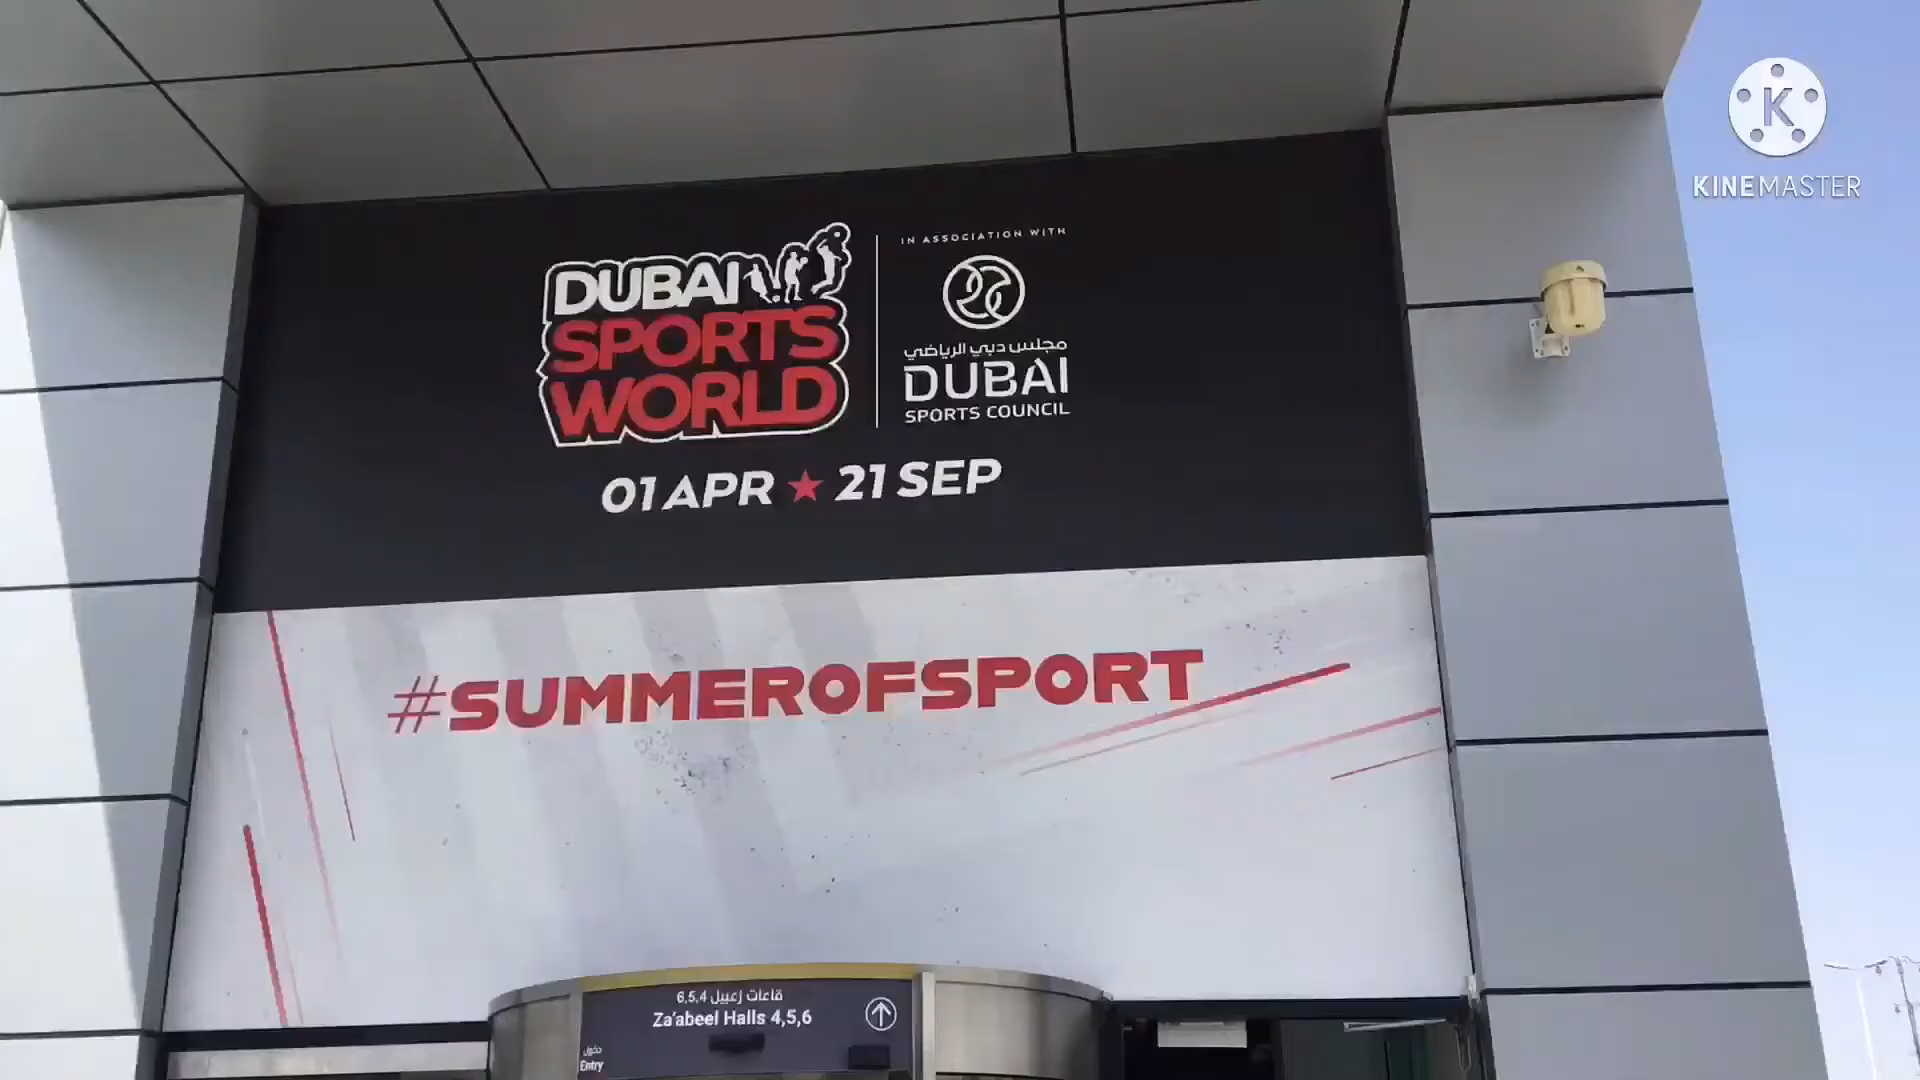 DUBAI
SPORTS
WORLD
IN ASSOCIATION WITH
مجلس دبي الرياضي
DUBAI
SPORTS COUNCIL
01 APR ★ 21 SEP
#SUMMEROFSPORT
قاعات زعبيل 6,5,4
Za'abeel Halls 4,5,6
دخول
Entry
K
KINEMASTER